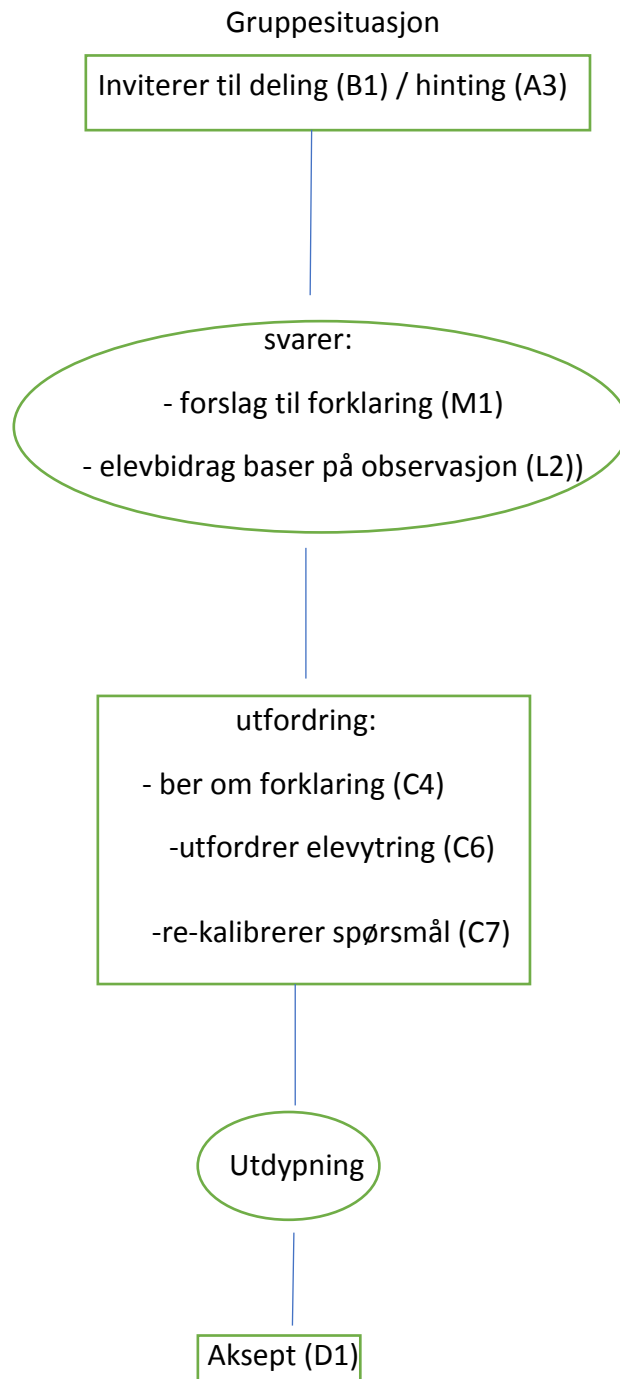 Gruppesituasjon
Inviterer til deling (B1) / hinting (A3)
svarer:
- forslag til forklaring (M1)
- elevbidrag baser på observasjon (L2))
utfordring:
- ber om forklaring (C4)
-utfordrer elevytring (C6)
-re-kalibrerer spørsmål (C7)
Utdypning
Aksept (D1)